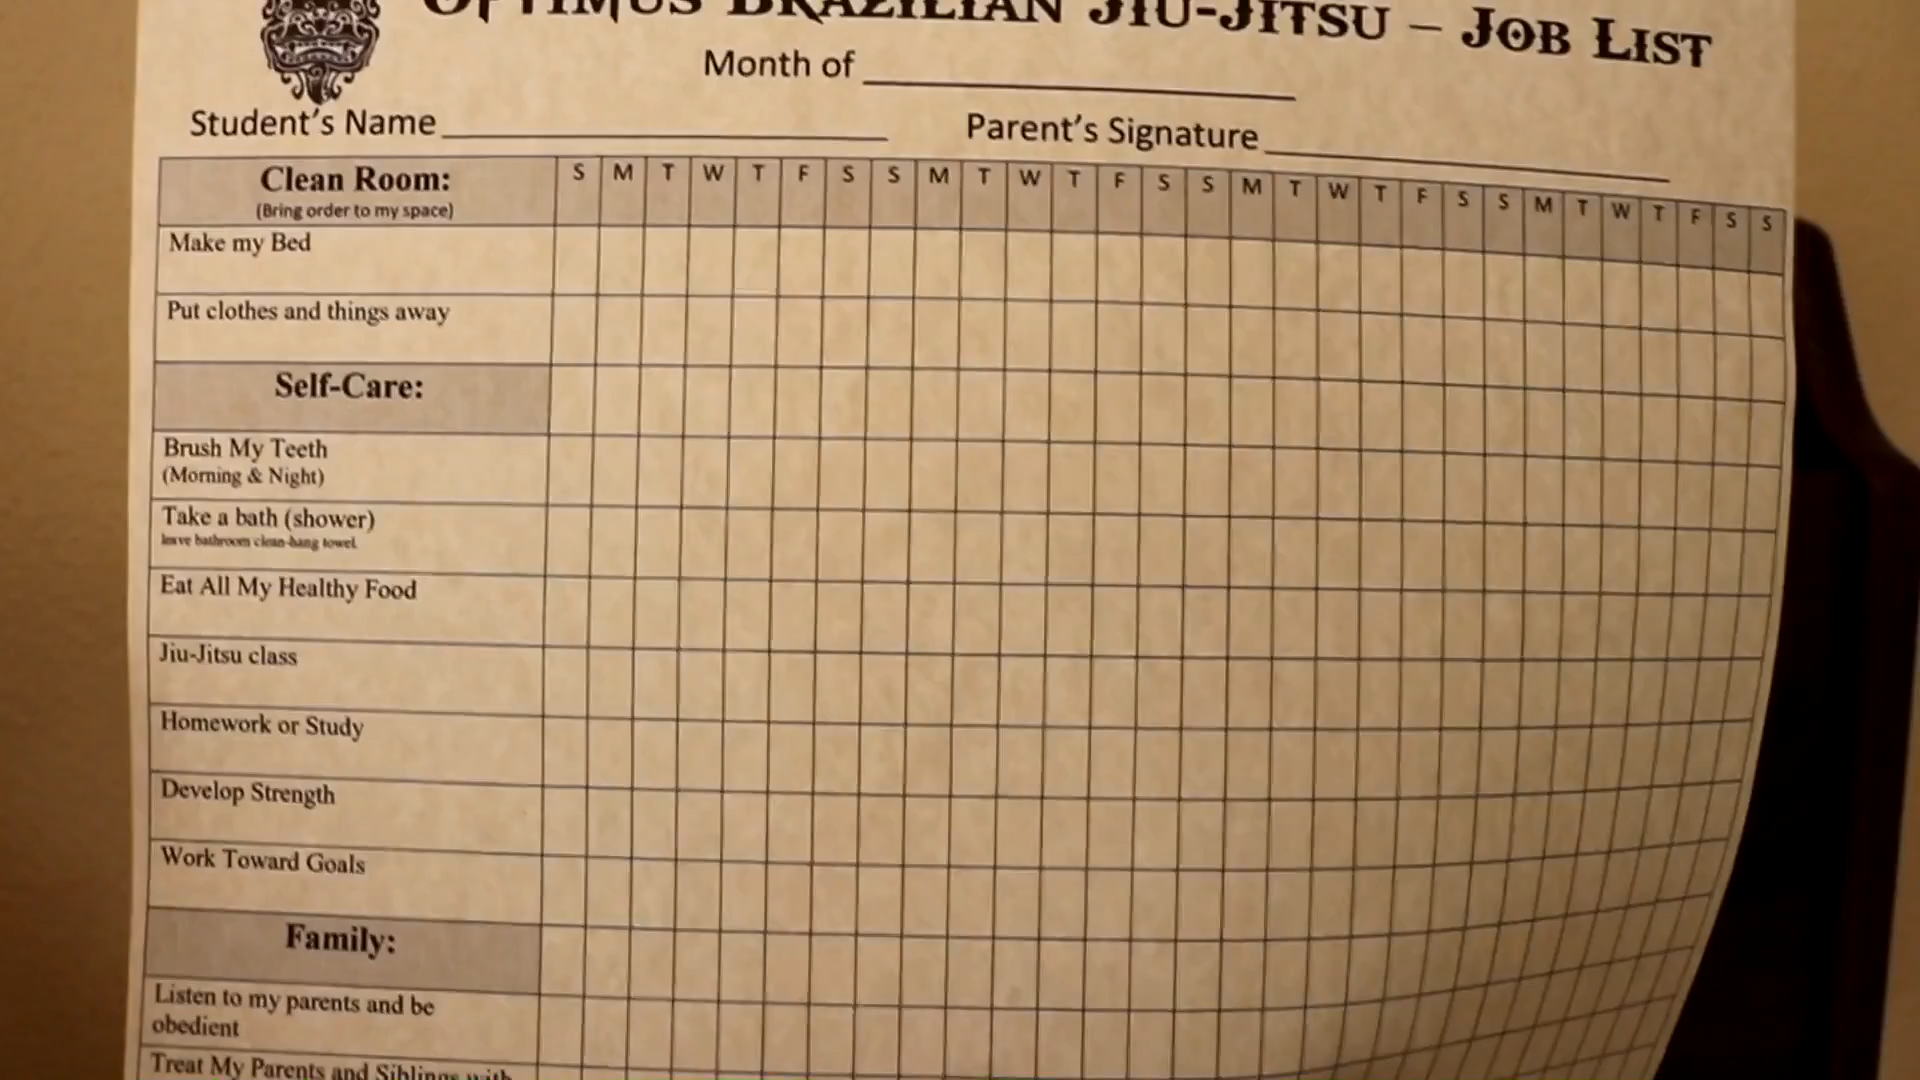 OPTIMUS BRAZILIAN JIU-JITSU – JOB LIST
Month of
Student's Name Parent's Signature
Clean Room: S M T W T F S S M T W T F S S M T W T F S S M T W T F S S
(Bring order to my space)
Make my Bed
Put clothes and things away
Self-Care:
Brush My Teeth
(Morning & Night)
Take a bath (shower)
leave bathroom clean-hang towel.
Eat All My Healthy Food
Jiu-Jitsu class
Homework or Study
Develop Strength
Work Toward Goals
Family:
Listen to my parents and be
obedient
Treat My Parents and Siblings with